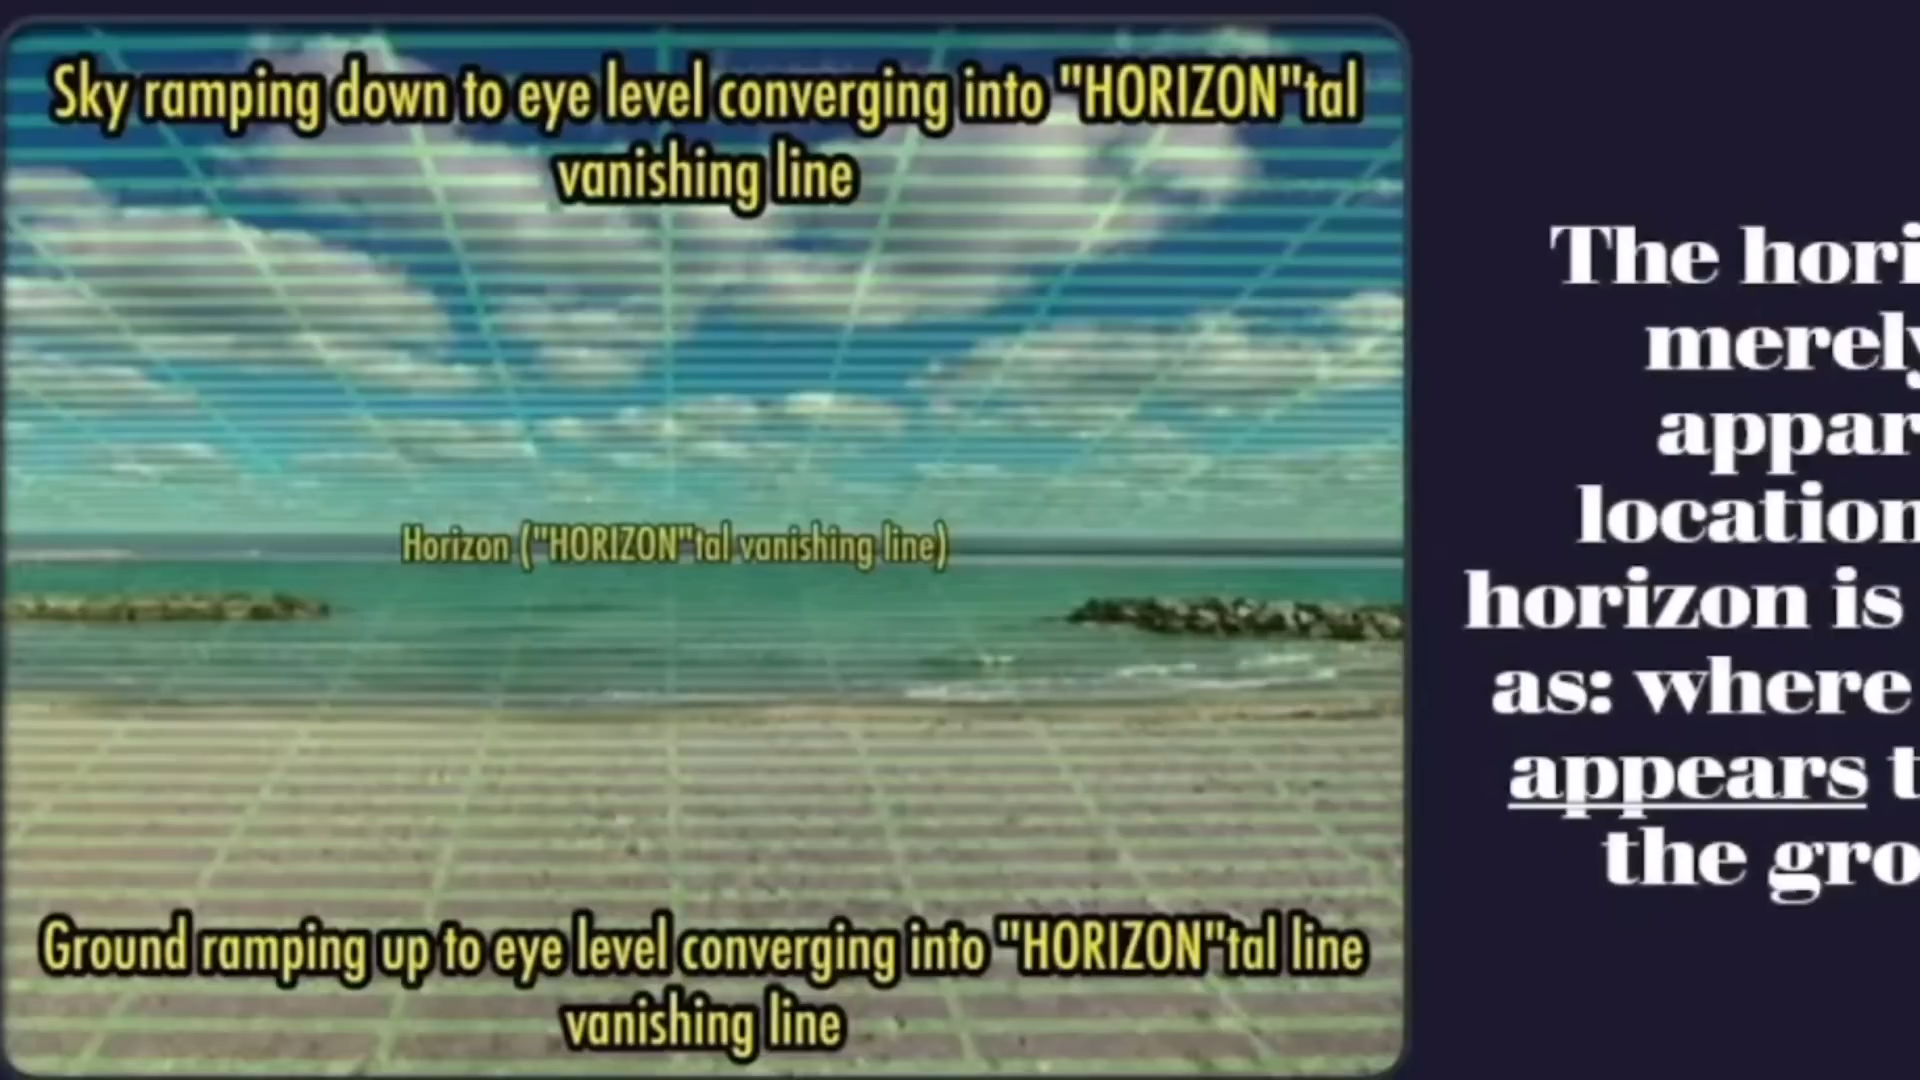 Sky ramping down to eye level converging into "HORIZON"tal
vanishing line
Horizon ("HORIZON"tal vanishing line)
Ground ramping up to eye level converging into "HORIZON"tal line
vanishing line
The hori
merely
appar
location
horizon is
as: where
appears t
the gro